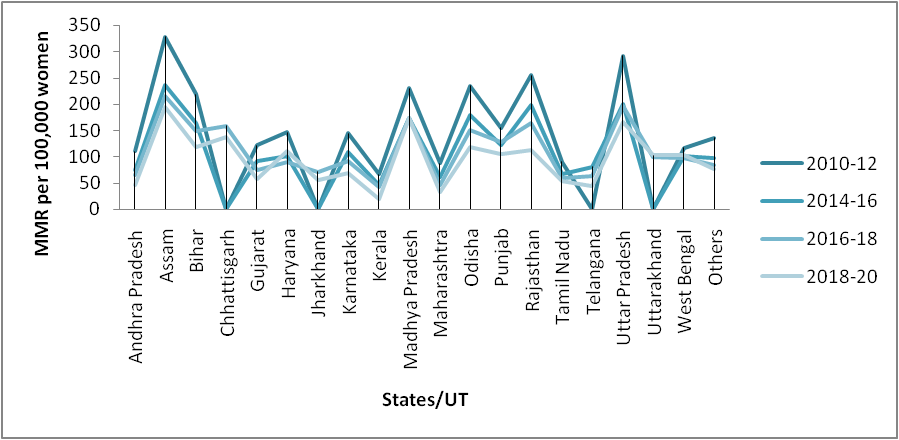 MMR per 100,000 women
350
300
250
200
150
100
50
0
Andhra Pradesh
Assam
Bihar
Chhattisgarh
Gujarat
Haryana
Jharkhand
Karnataka
Kerala
Madhya Pradesh
Maharashtra
Odisha
Punjab
Rajasthan
Tamil Nadu
Telangana
Uttar Pradesh
Uttarakhand
West Bengal
Others
States/UT
2010-12
2014-16
2016-18
2018-20